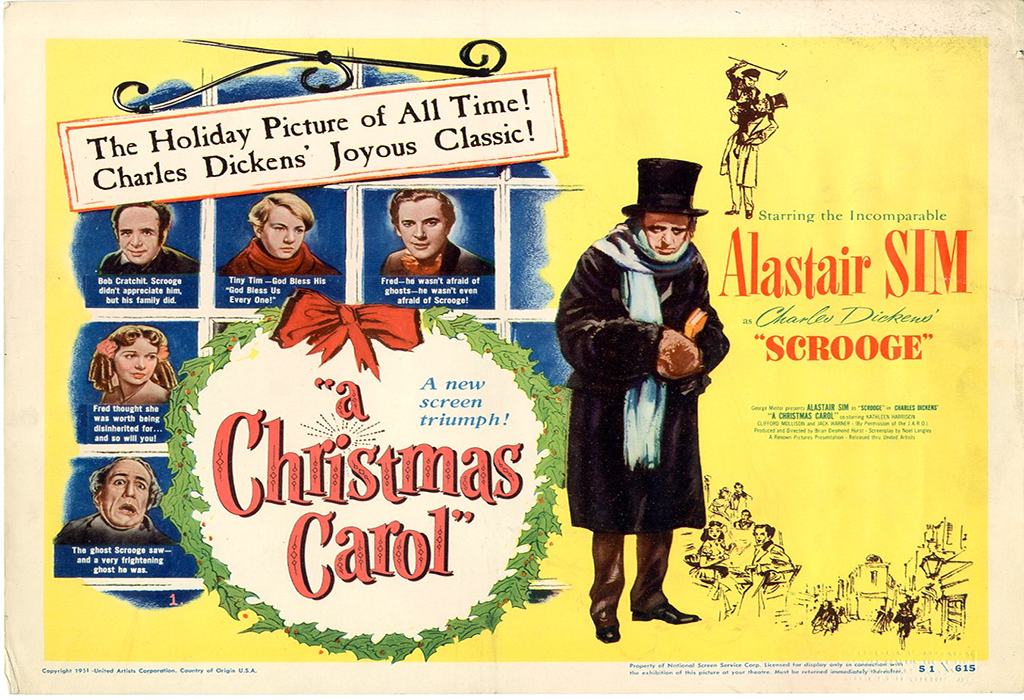 The Holiday Picture of All Time!
Charles Dickens' Joyous Classic!
Bob Cratchit. Scrooge
didn't appreciate him,
but his family did.
Tiny Tim—God Bless His
"God Bless Us
Every One!"
Fred—he wasn't afraid of
ghosts—he wasn't even
afraid of Scrooge!
Fred thought she
was worth being
disinherited for...
and so will you!
The ghost Scrooge saw—
and a very frightening
ghost he was.
1
"a
Christmas
Carol"
A new
screen
triumph!
Starring the Incomparable
Alastair SIM
as Charles Dickens'
"SCROOGE"
George Minter presents ALASTAIR SIM as "SCROOGE" in CHARLES DICKENS'
"A CHRISTMAS CAROL" co-starring KATHLEEN HARRISON
CLIFFORD MOLLISON and JACK WARNER · (By Permission of the J.A.R.O.)
Produced and Directed by Brian Desmond Hurst · Screenplay by Noel Langley
A Renown Pictures Presentation · Released thru United Artists
Copyright 1951-United Artists Corporation. Country of Origin U.S.A.
Property of National Screen Service Corp. Licensed for display only in connection with
the exhibition of this picture at your theatre. Must be returned immediately thereafter.
51 615